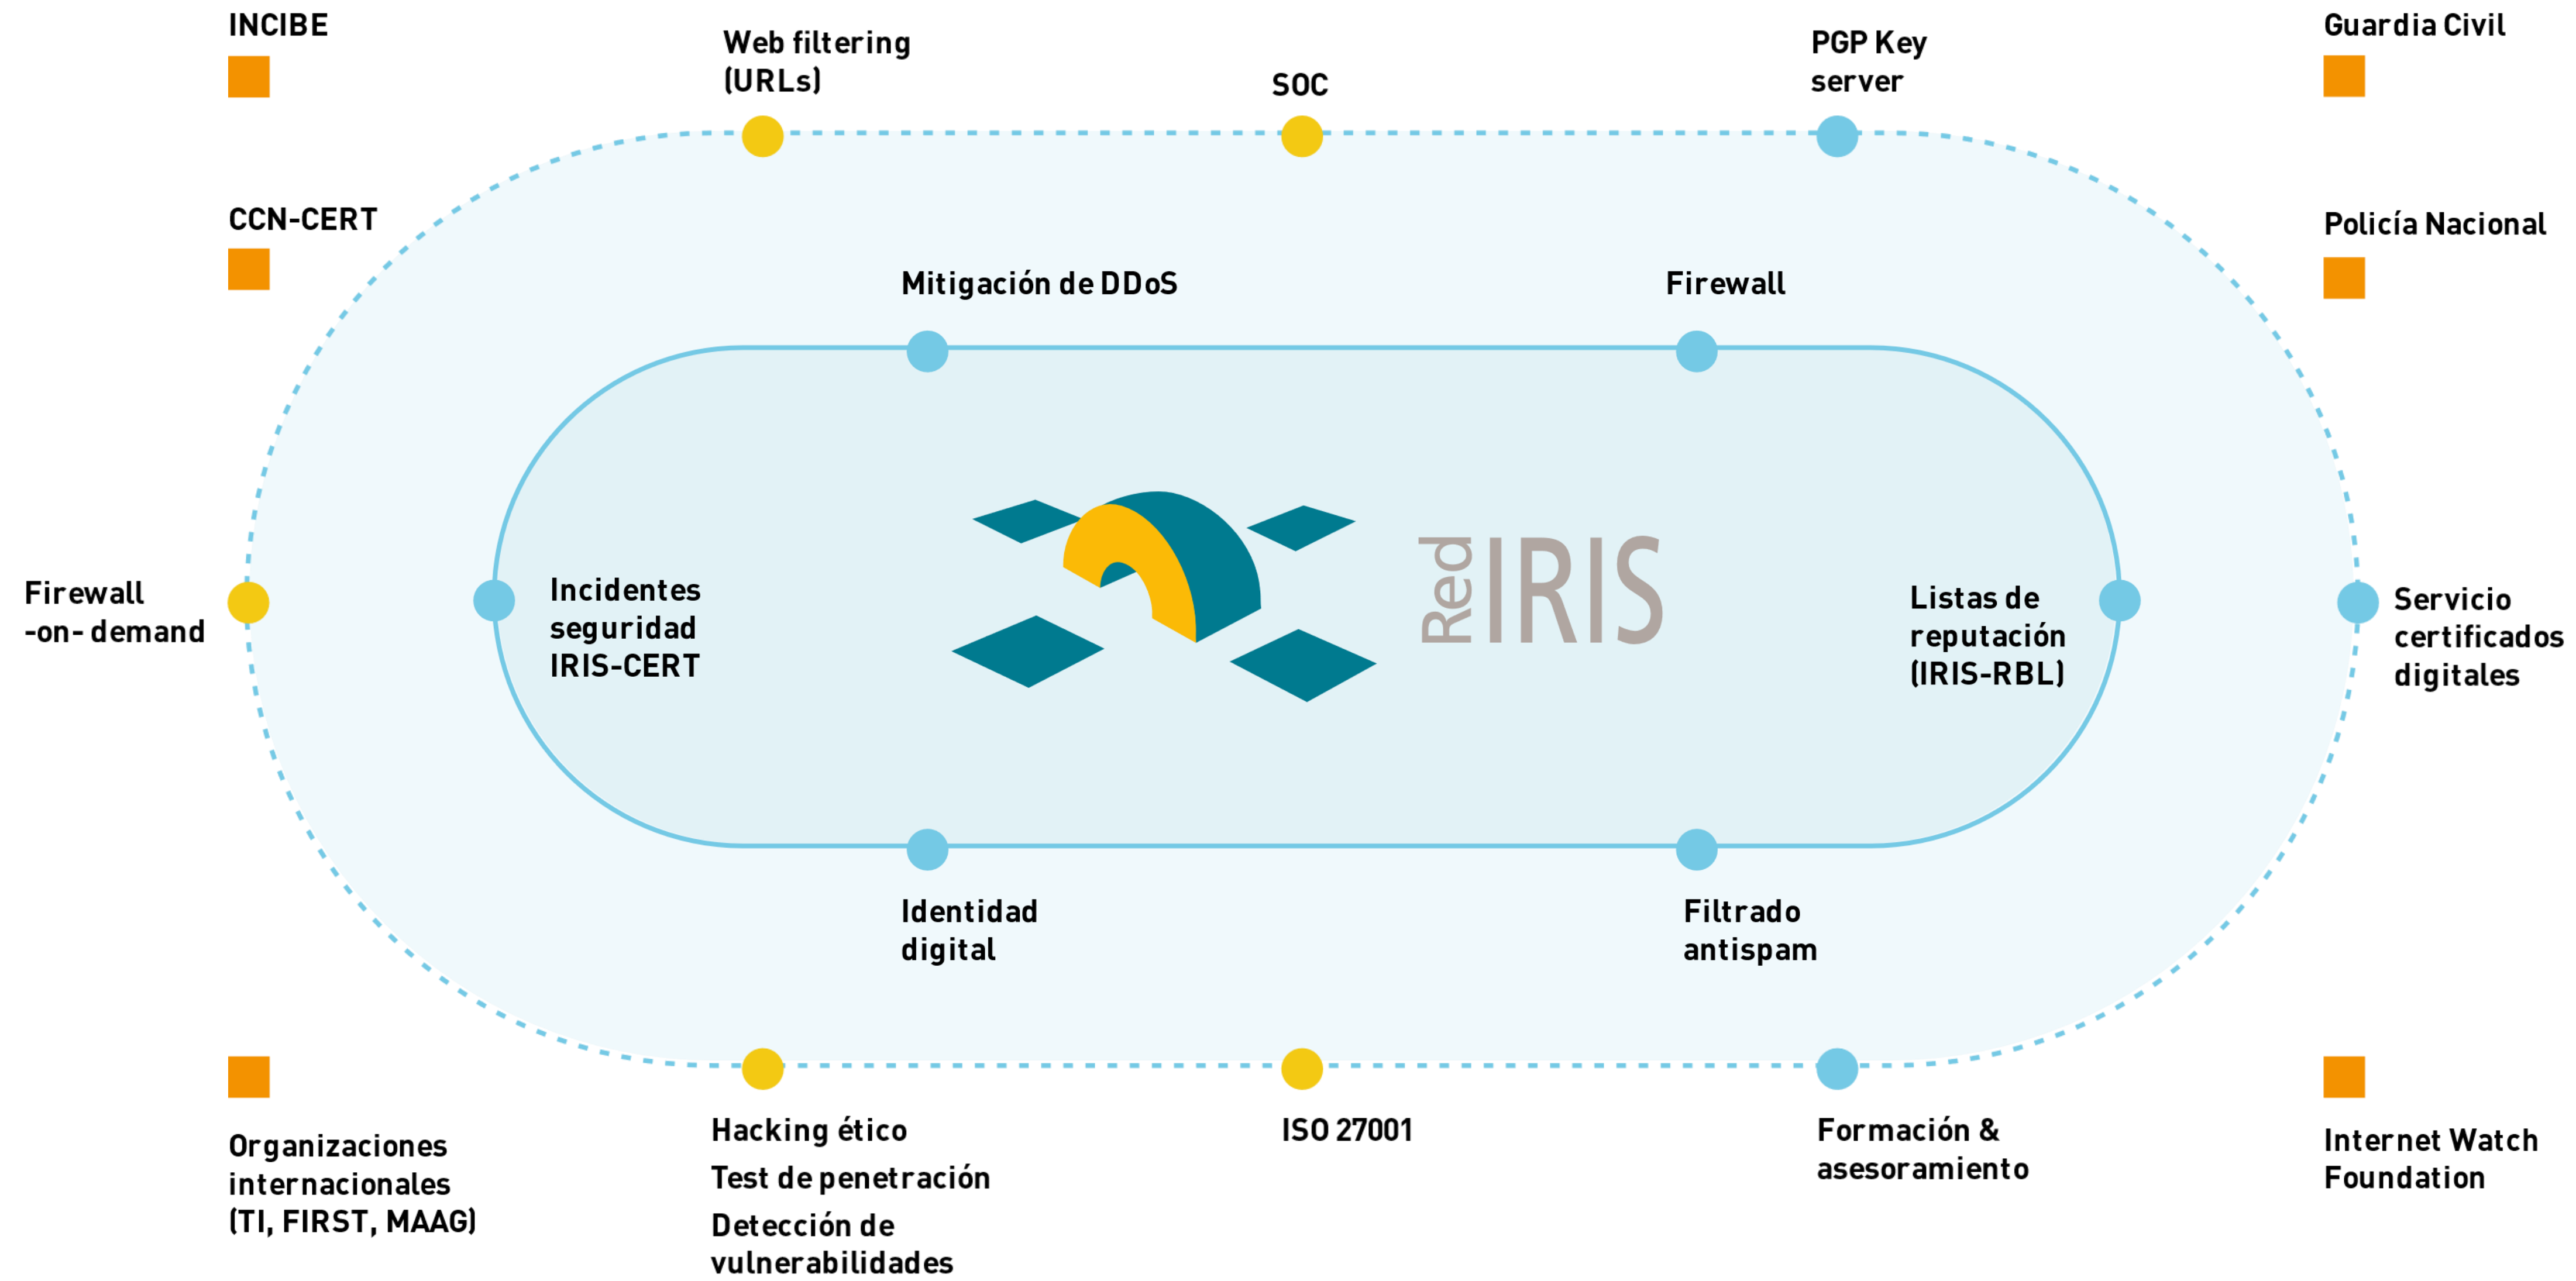 INCIBE
Web filtering
(URLs)
SOC
PGP Key
server
Guardia Civil
CCN-CERT
Policía Nacional
Mitigación de DDoS
Firewall
Firewall
-on- demand
Incidentes
seguridad
IRIS-CERT
Red IRIS
Listas de
reputación
(IRIS-RBL)
Servicio
certificados
digitales
Identidad
digital
Filtrado
antispam
Organizaciones
internacionales
(TI, FIRST, MAAG)
Hacking ético
Test de penetración
Detección de
vulnerabilidades
ISO 27001
Formación &
asesoramiento
Internet Watch
Foundation